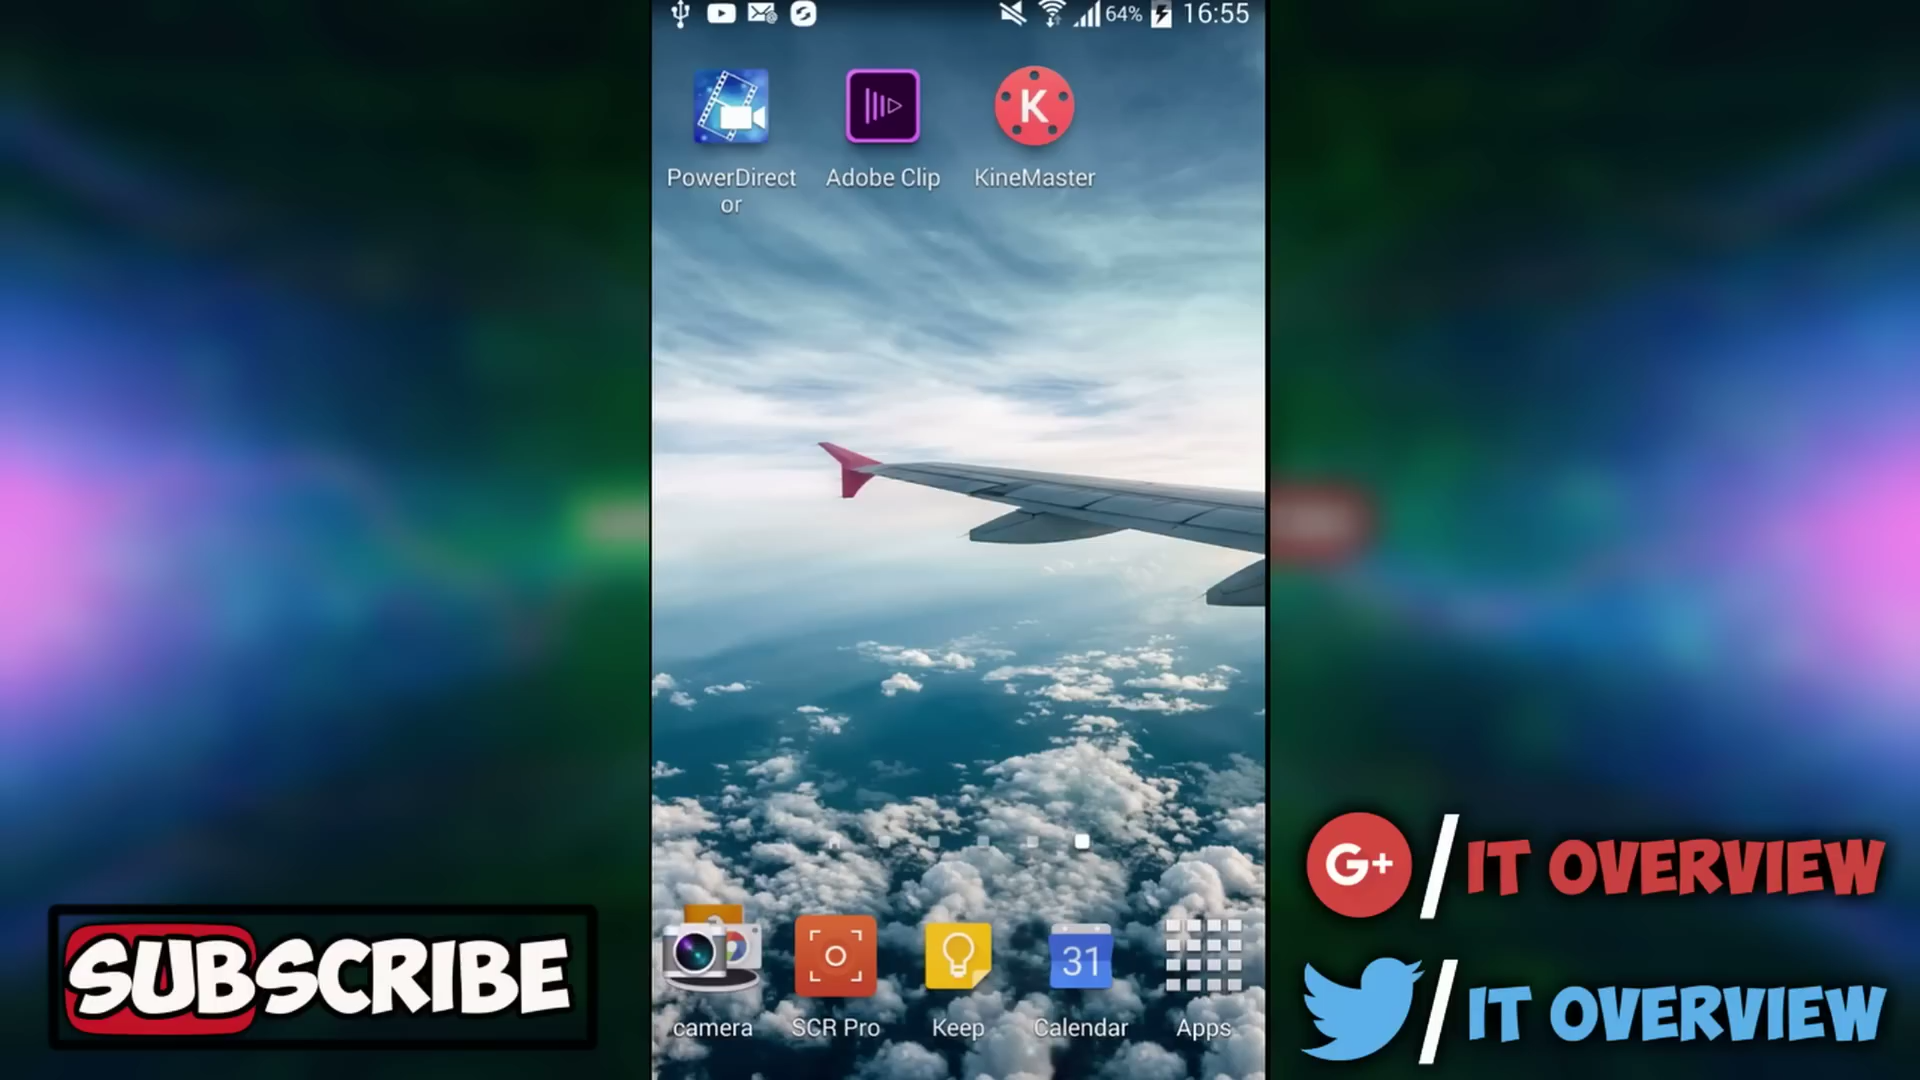 64% 16:55
PowerDirect
or
Adobe Clip
KineMaster
K
31
camera
SCR Pro
Keep
Calendar
Apps
SUBSCRIBE
G+ / IT OVERVIEW
/ IT OVERVIEW